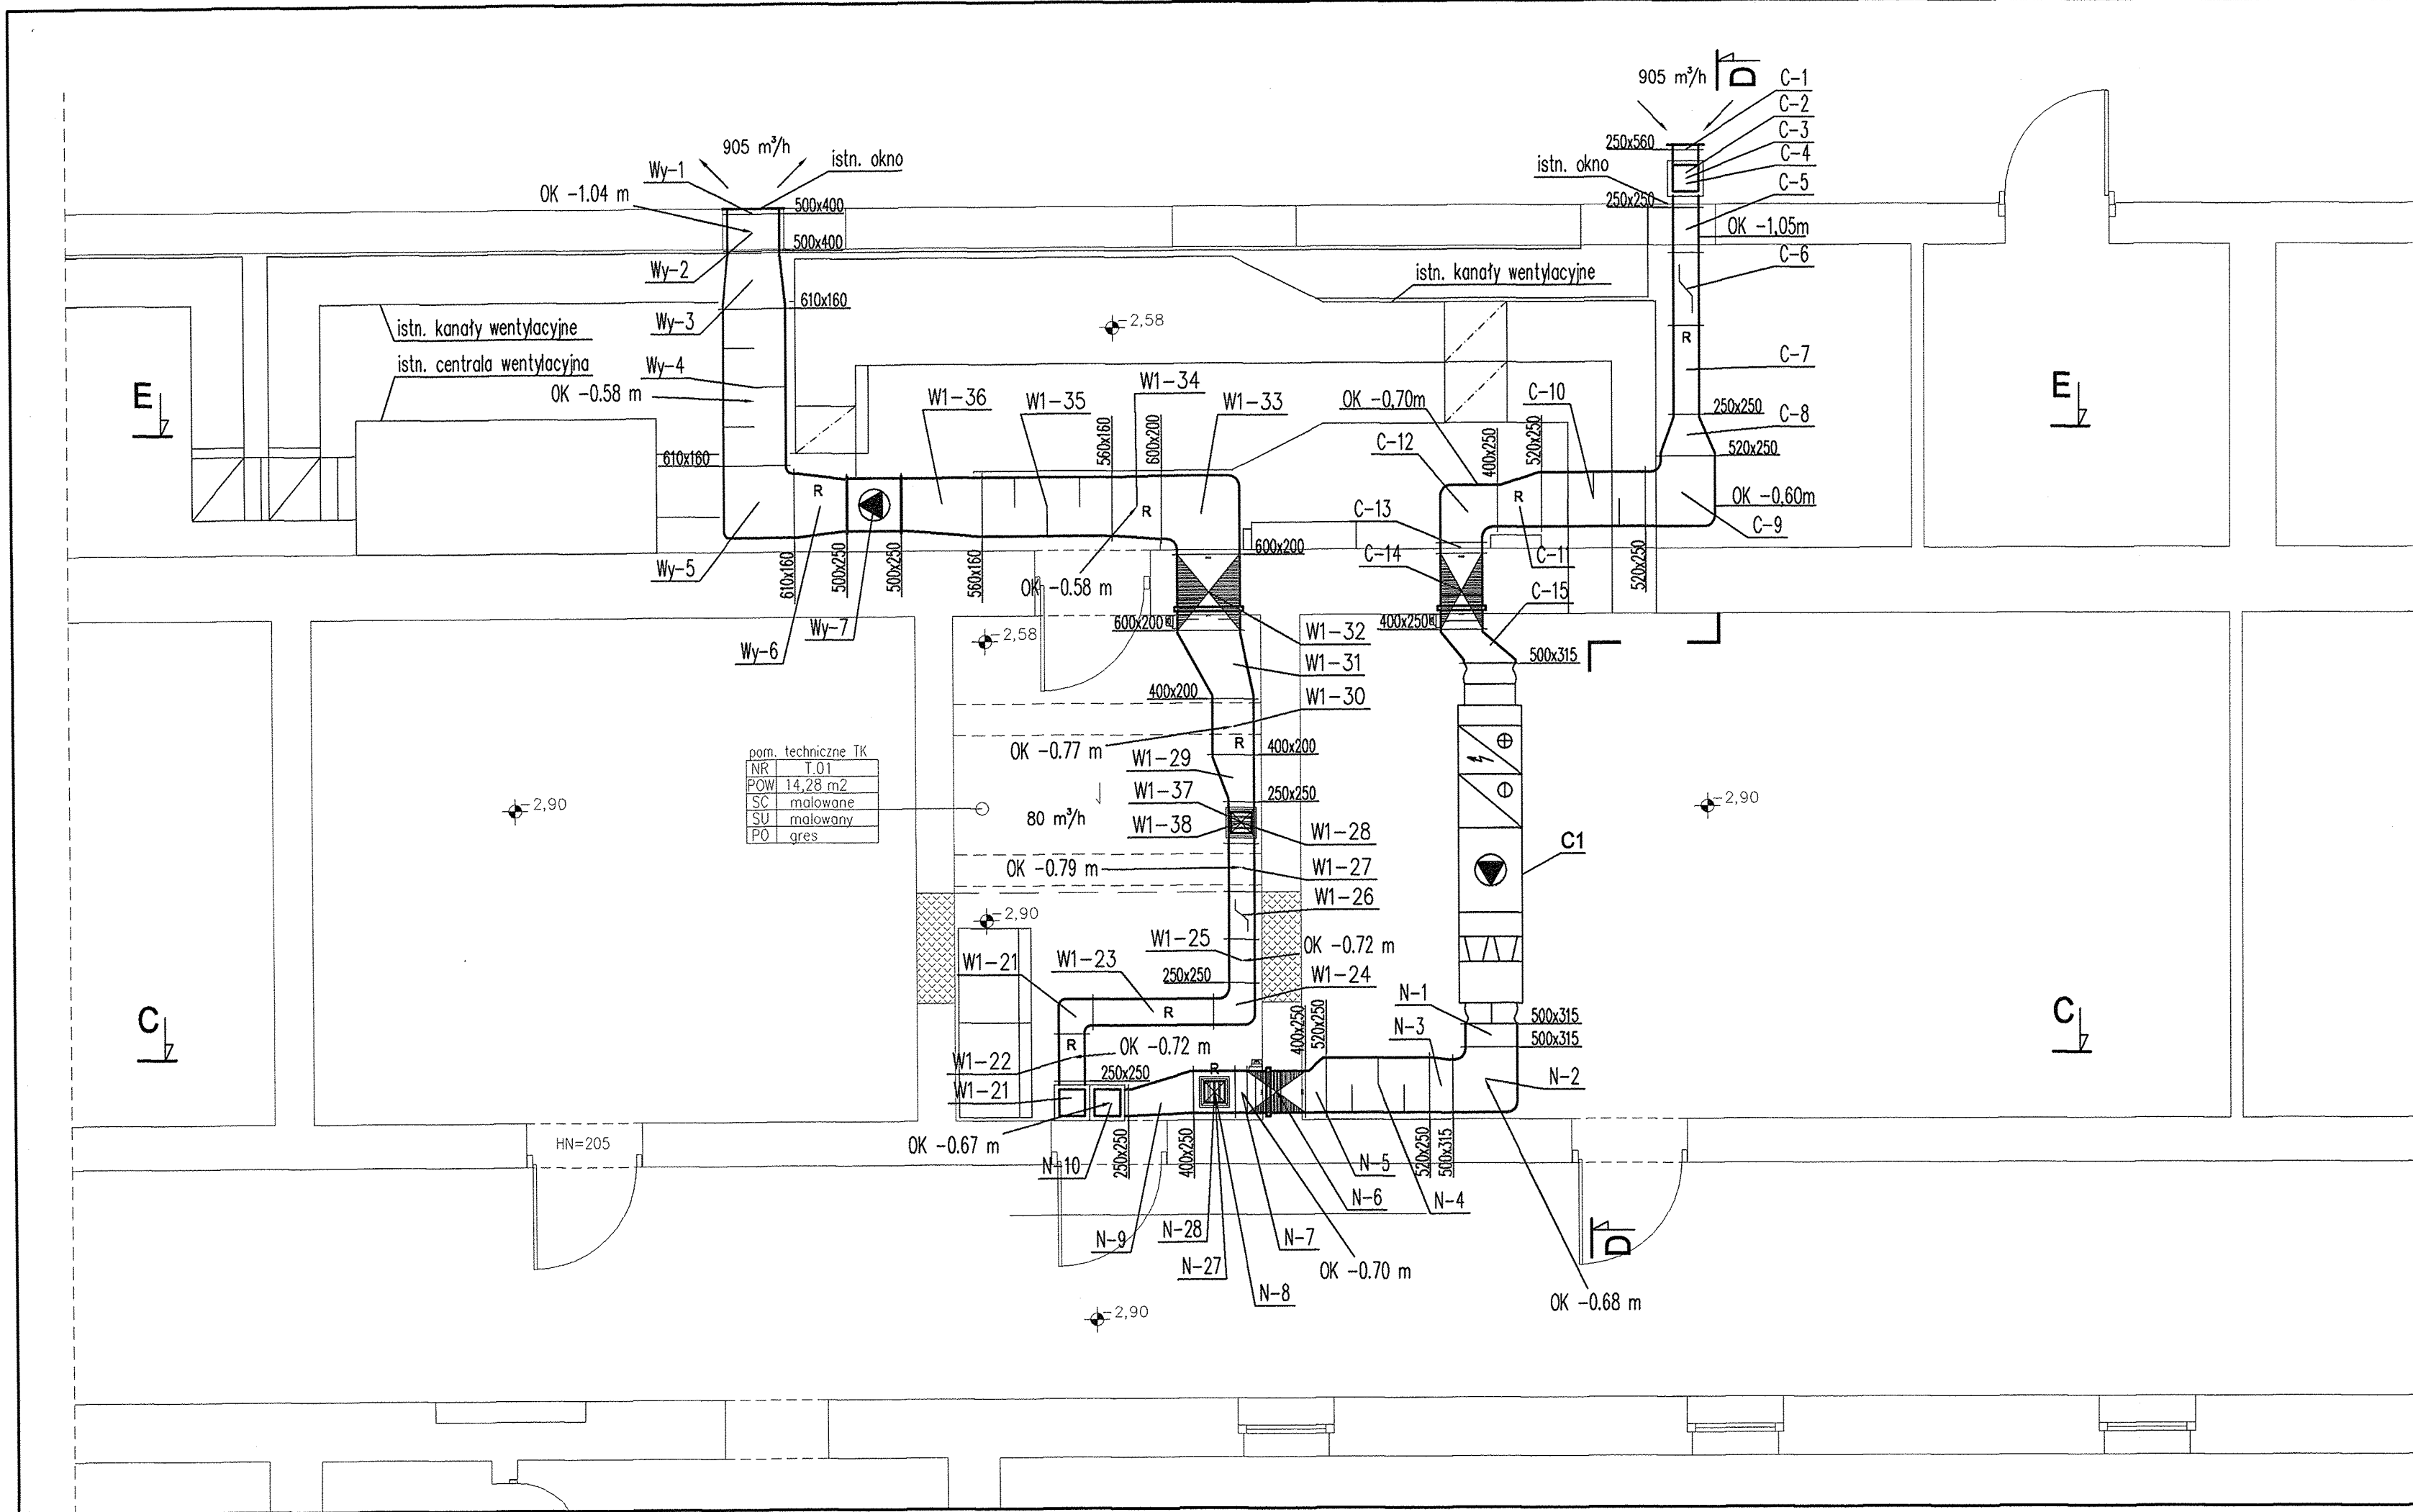 905 m³/h
D
C-1
C-2
C-3
C-4
C-5
250x560
istn. okno
250x250
OK -1,05m
C-6
905 m³/h
istn. okno
Wy-1
OK -1.04 m
500x400
500x400
Wy-2
610x160
Wy-3
istn. kanały wentylacyjne
istn. centrala wentylacyjna
Wy-4
OK -0.58 m
-2,58
istn. kanały wentylacyjne
R
C-7
250x250
C-8
520x250
E
E
W1-36
W1-35
W1-34
W1-33
560x160
600x200
OK -0,70m
C-10
C-12
400x250
520x250
610x160
R
R
R
OK -0,60m
C-9
C-13
C-14
C-11
C-15
520x250
Wy-5
610x160
500x250
500x250
560x160
OK -0.58 m
600x200
Wy-6
Wy-7
-2,58
600x200
400x250
W1-32
W1-31
W1-30
500x315
400x200
OK -0.77 m
R
400x200
W1-29
W1-37
W1-38
250x250
W1-28
pom. techniczne TK
NR T.01
POW 14,28 m2
SC malowane
SU malowany
PO gres
-2,90
80 m³/h
-2,90
OK -0.79 m
W1-27
W1-26
C1
-2,90
W1-25
OK -0.72 m
W1-21
W1-23
250x250
W1-24
R
C
C
N-1
N-3
500x315
500x315
400x250
520x250
R
OK -0.72 m
W1-22
250x250
W1-21
R
N-2
HN=205
OK -0.67 m
N-10
250x250
400x250
520x250
500x315
N-5
N-6
N-4
N-9
N-28
N-7
N-27
N-8
OK -0.70 m
D
OK -0.68 m
-2,90